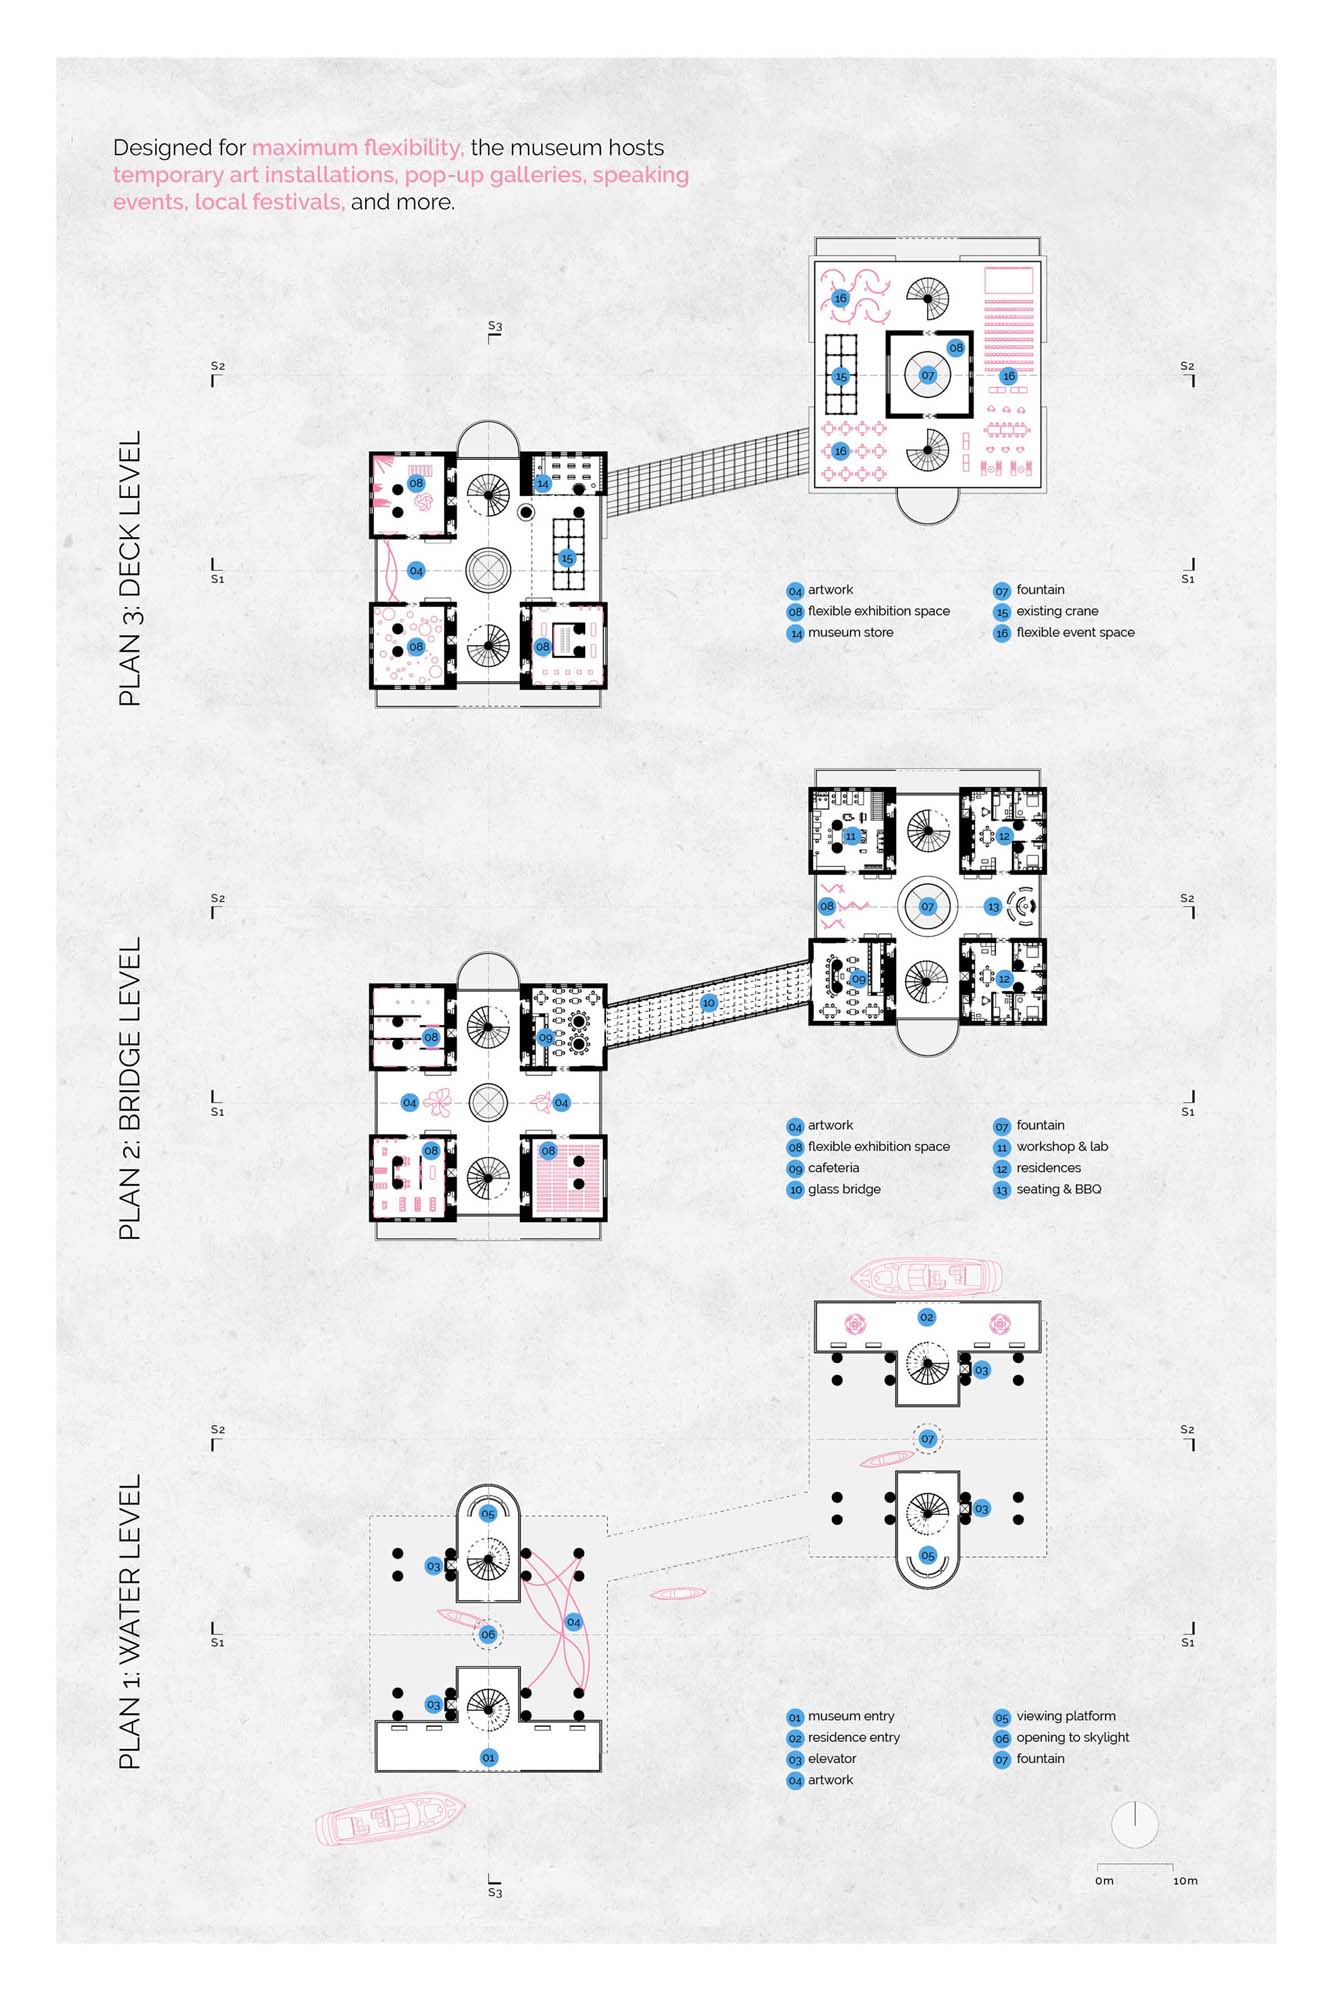 Designed for maximum flexibility, the museum hosts
temporary art installations, pop-up galleries, speaking
events, local festivals, and more.
PLAN 3: DECK LEVEL
S3
S2
S2
16
08
15
07
16
16
08
14
04
15
08
08
S1
S1
04 artwork
08 flexible exhibition space
14 museum store
07 fountain
15 existing crane
16 flexible event space
PLAN 2: BRIDGE LEVEL
S2
S2
11
12
08
07
13
09
12
10
08
09
04
04
08
08
S1
S1
04 artwork
08 flexible exhibition space
09 cafeteria
10 glass bridge
07 fountain
11 workshop & lab
12 residences
13 seating & BBQ
PLAN 1: WATER LEVEL
02
03
S2
S2
07
03
05
05
03
04
06
03
01
S1
S1
01 museum entry
02 residence entry
03 elevator
04 artwork
05 viewing platform
06 opening to skylight
07 fountain
0m 10m
S3